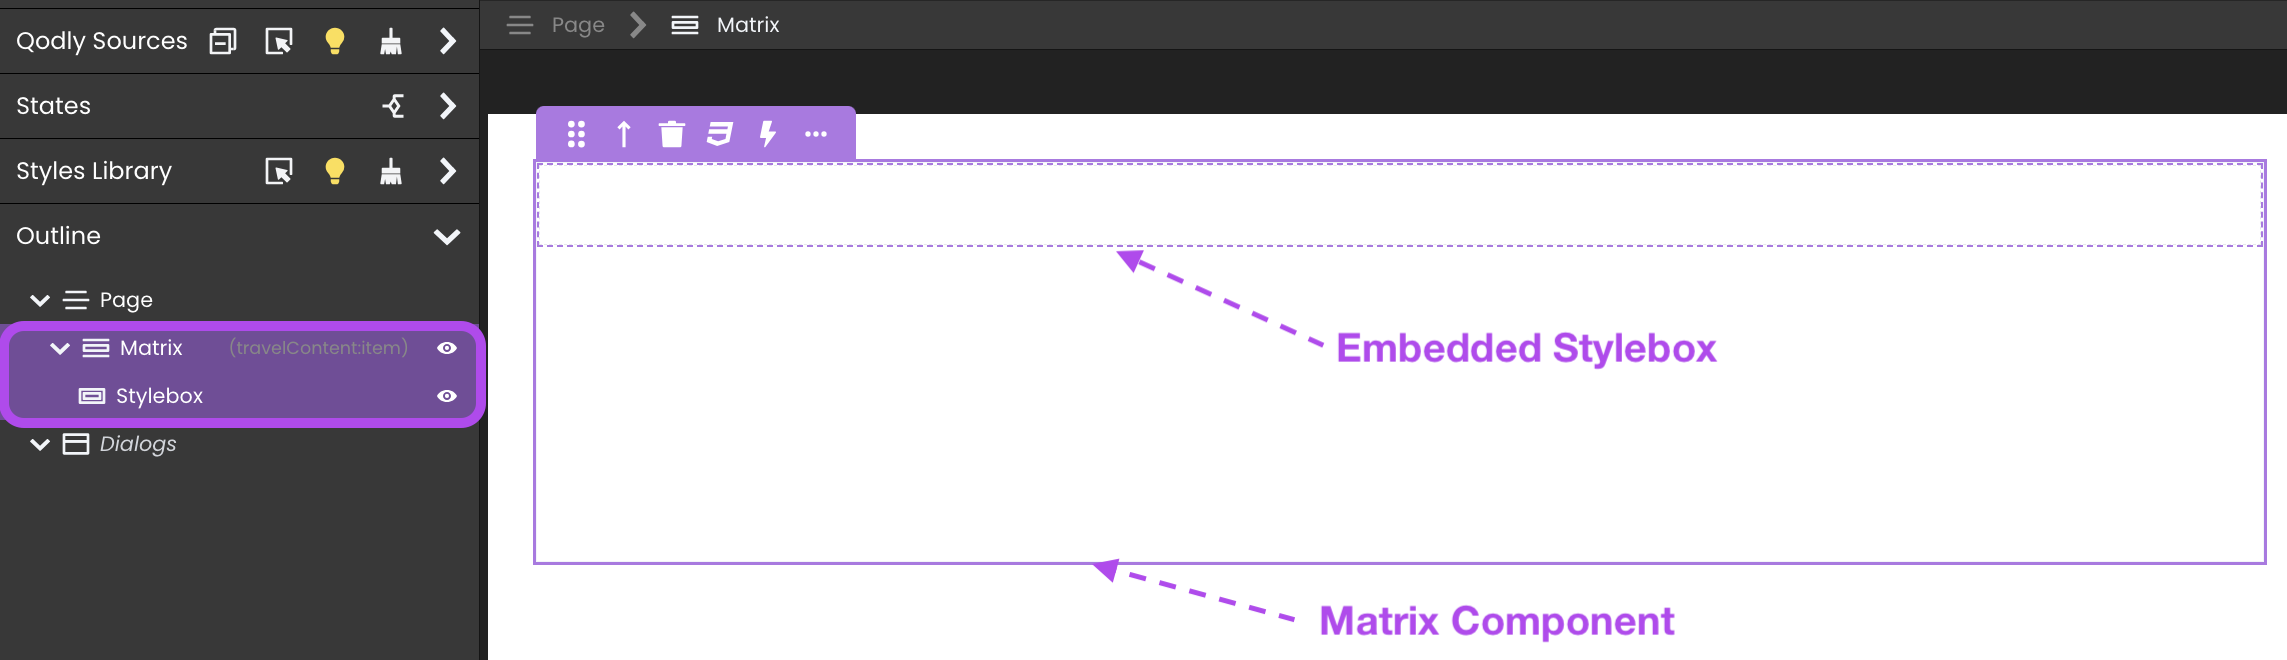 Qodly Sources
States
Styles Library
Outline
Page
Matrix (travelContent:item)
Stylebox
Dialogs
Page Matrix
Embedded Stylebox
Matrix Component